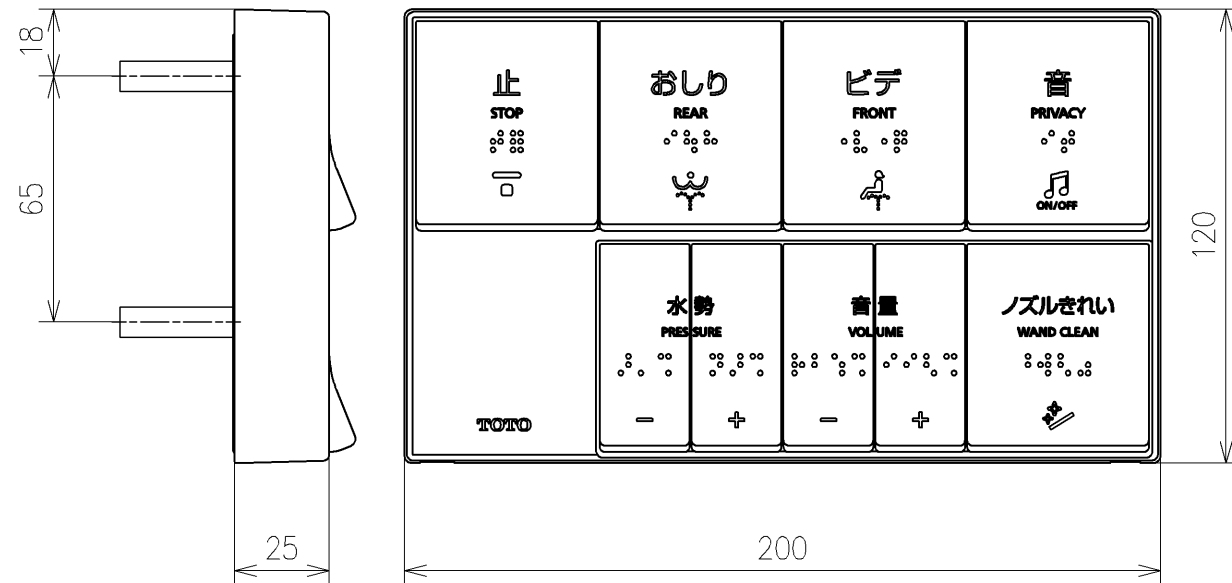 18
65
25
止
STOP
おしり
REAR
ビデ
FRONT
音
PRIVACY
ON/OFF
水勢
PRESSURE
− +
音量
VOLUME
− +
ノズルきれい
WAND CLEAN
TOTO
120
200